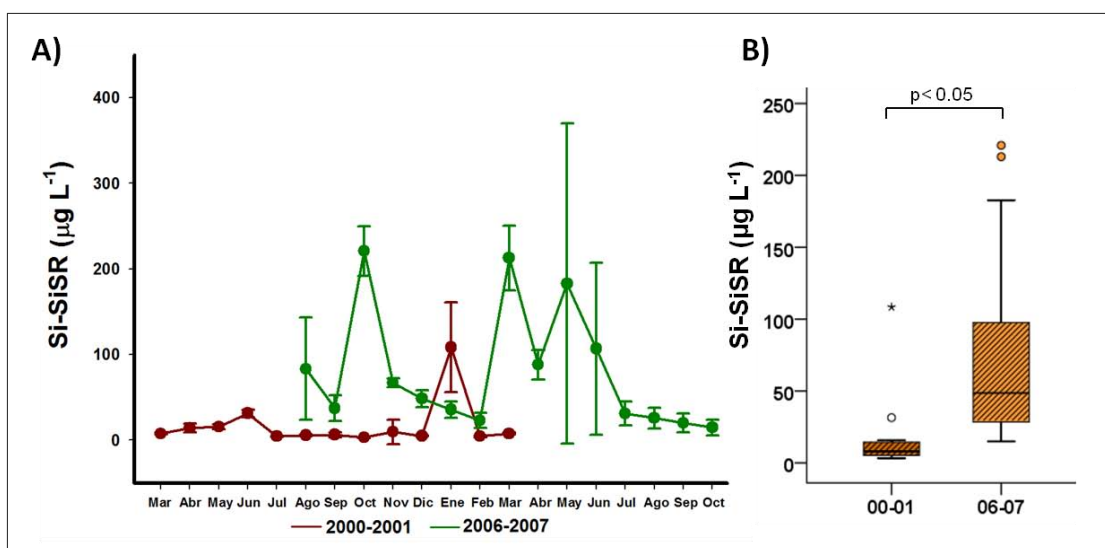 A)
Si-SiSR (µg L⁻¹)
400
300
200
100
0
Mar Abr May Jun Jul Ago Sep Oct Nov Dic Ene Feb Mar Abr May Jun Jul Ago Sep Oct
2000-2001 2006-2007
B)
p< 0.05
Si-SiSR (µg L⁻¹)
250
200
150
100
50
0
*
00-01 06-07